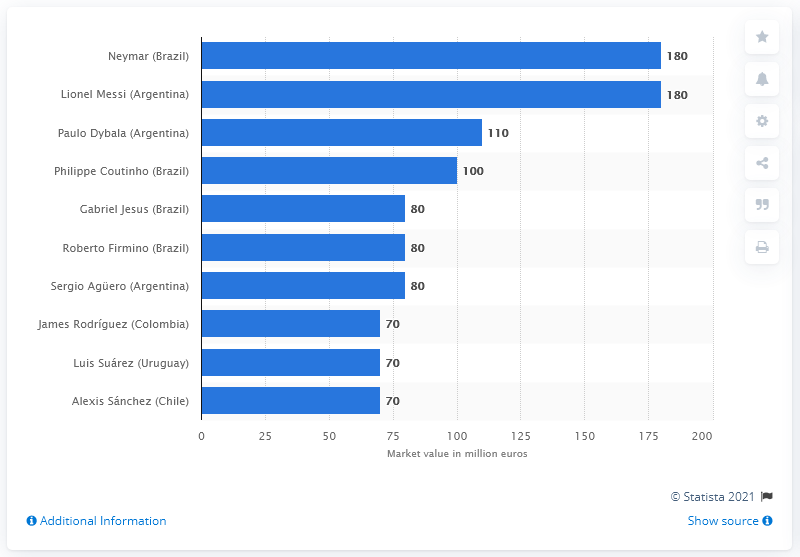 Neymar (Brazil) 180
Lionel Messi (Argentina) 180
Paulo Dybala (Argentina) 110
Philippe Coutinho (Brazil) 100
Gabriel Jesus (Brazil) 80
Roberto Firmino (Brazil) 80
Sergio Agüero (Argentina) 80
James Rodríguez (Colombia) 70
Luis Suárez (Uruguay) 70
Alexis Sánchez (Chile) 70
0 25 50 75 100 125 150 175 200
Market value in million euros
© Statista 2021
Additional Information Show source